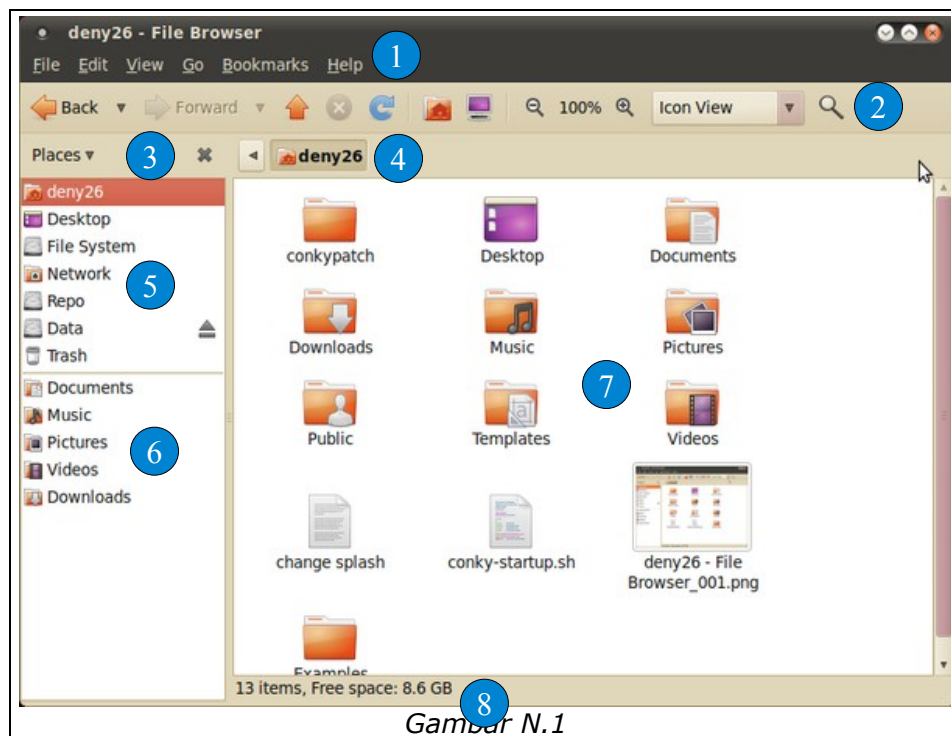 deny26 - File Browser
File Edit View Go Bookmarks Help 1
Back Forward 100% Icon View 2
Places 3 deny26 4
deny26
Desktop
File System
Network
5
Repo
Data
Trash
Documents
Music
Pictures
6
Videos
Downloads
conkypatch Desktop Documents
Downloads Music Pictures
7
Public Templates Videos
change splash conky-startup.sh deny26 - File
Browser_001.png
Examples
13 items, Free space: 8.6 GB
8
Gambar N.1